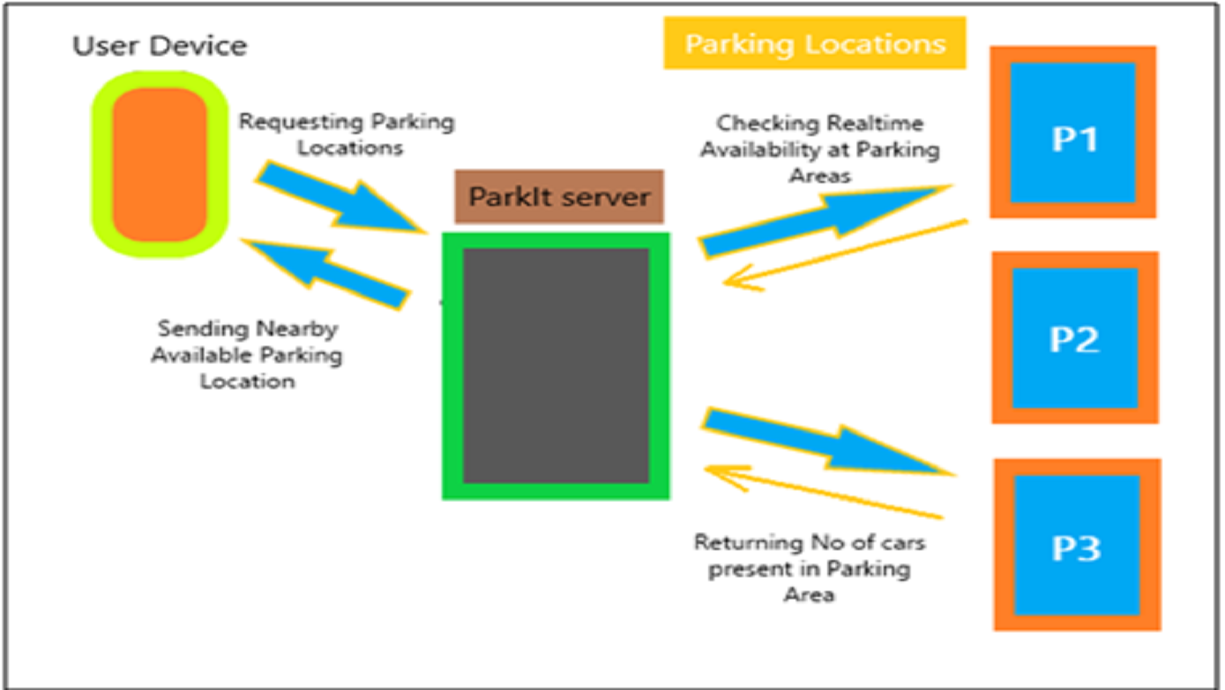 User Device
Requesting Parking
Locations
Sending Nearby
Available Parking
Location
ParkIt server
Parking Locations
Checking Realtime
Availability at Parking
Areas
Returning No of cars
present in Parking
Area
P1
P2
P3